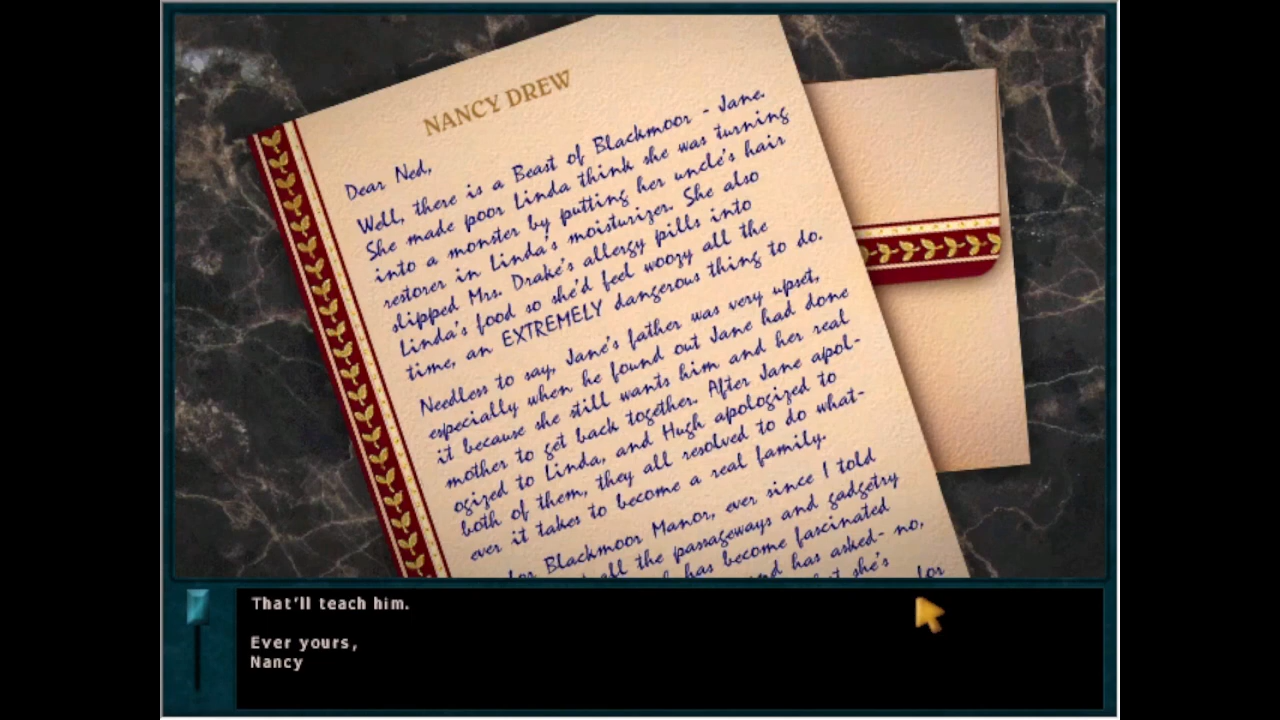 NANCY DREW
Dear Ned,
Well, there is a Beast of Blackmoor - Jane.
She made poor Linda think she was turning
into a monster by putting her uncle's hair
restorer in Linda's moisturizer. She also
slipped Mrs. Drake's allergy pills into
Linda's food so she'd feel woozy all the
time, an EXTREMELY dangerous thing to do.
Needless to say, Jane's father was very upset,
especially when he found out Jane had done
it because she still wants him and her real
mother to get back together. After Jane apol-
ogized to Linda, and Hugh apologized to
both of them, they all resolved to do what-
ever it takes to become a real family.
for Blackmoor Manor, ever since I told
all the passageways and gadgetry
has become fascinated
and has asked- no,
she's
for
That'll teach him.
Ever yours,
Nancy